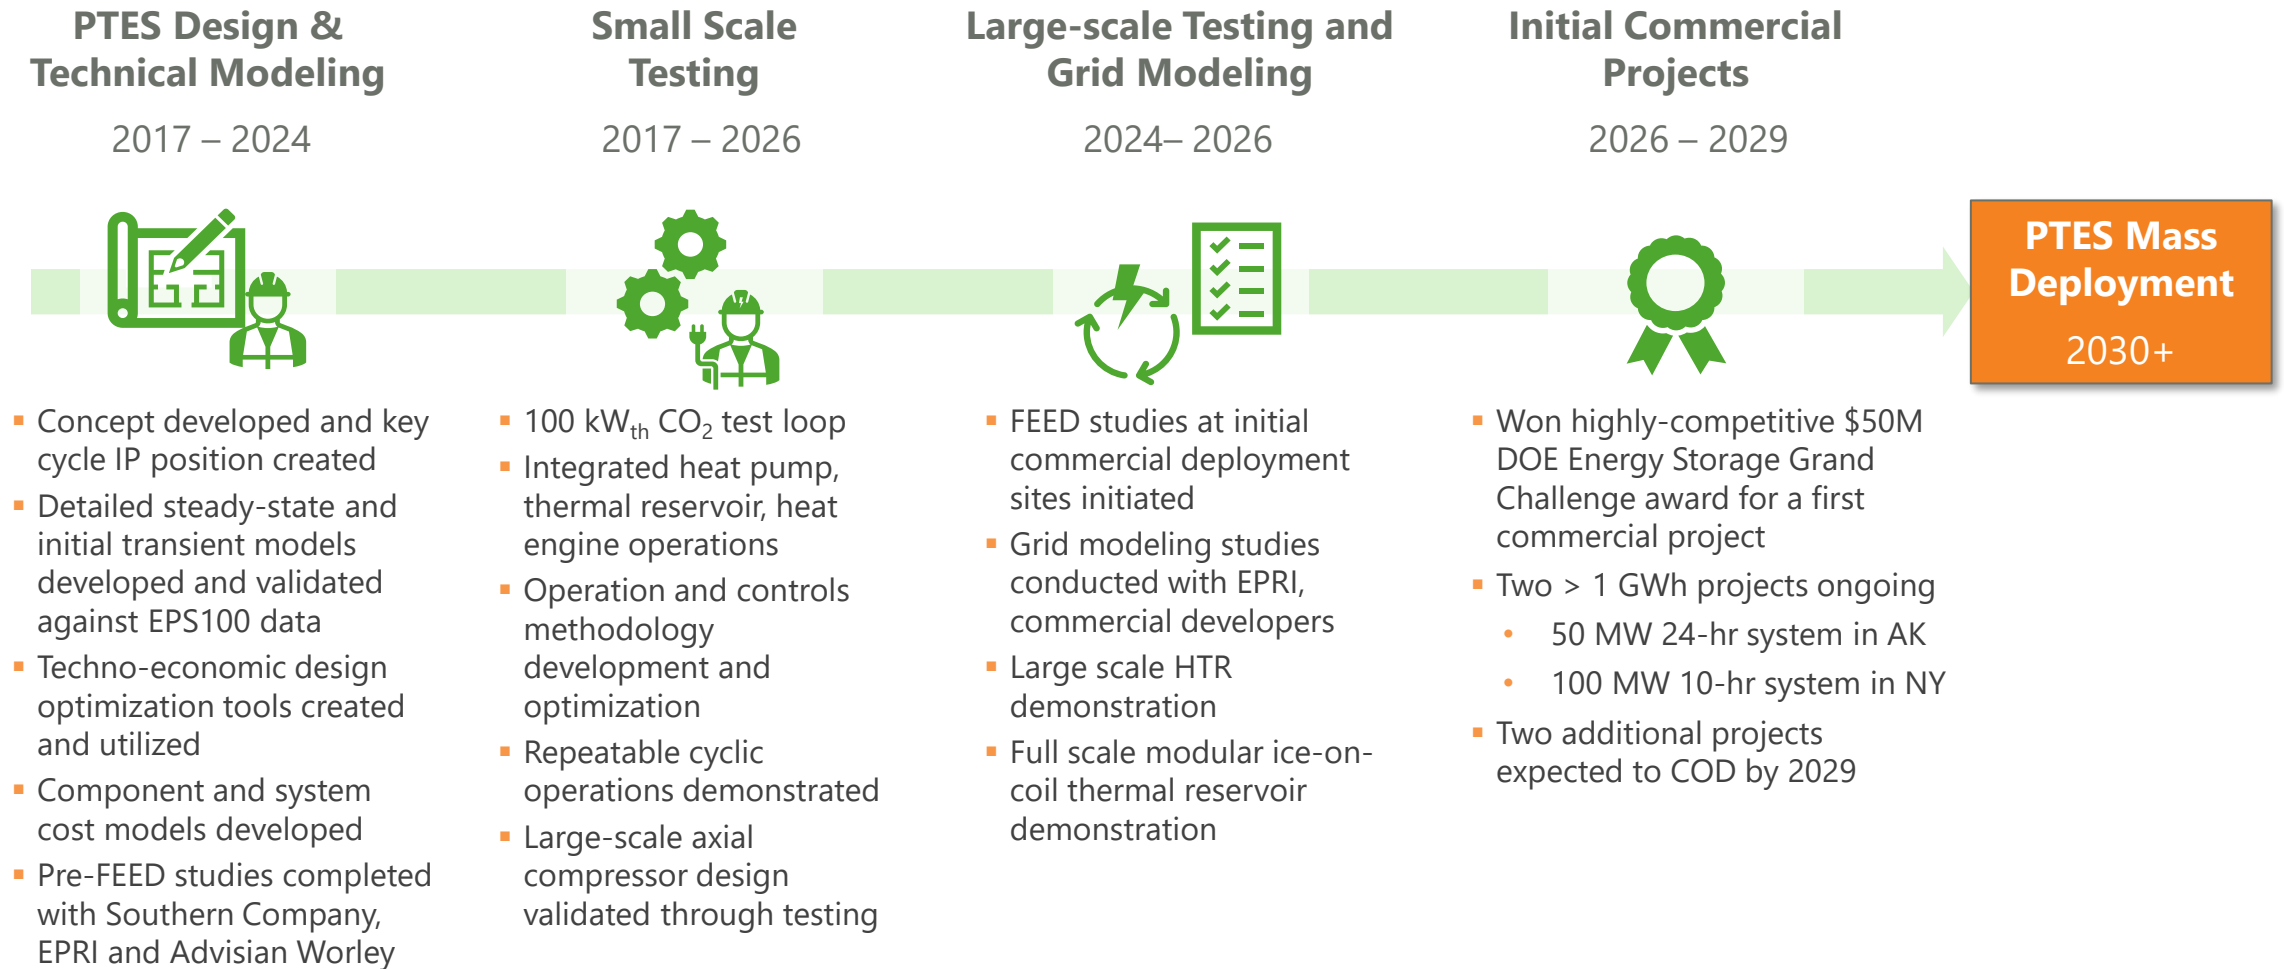 PTES Design &
Technical Modeling
2017 – 2024
Small Scale
Testing
2017 – 2026
Large-scale Testing and
Grid Modeling
2024– 2026
Initial Commercial
Projects
2026 – 2029
PTES Mass
Deployment
2030+
▪ Concept developed and key
cycle IP position created
▪ Detailed steady-state and
initial transient models
developed and validated
against EPS100 data
▪ Techno-economic design
optimization tools created
and utilized
▪ Component and system
cost models developed
▪ Pre-FEED studies completed
with Southern Company,
EPRI and Advisian Worley
▪ 100 kWth CO2 test loop
▪ Integrated heat pump,
thermal reservoir, heat
engine operations
▪ Operation and controls
methodology
development and
optimization
▪ Repeatable cyclic
operations demonstrated
▪ Large-scale axial
compressor design
validated through testing
▪ FEED studies at initial
commercial deployment
sites initiated
▪ Grid modeling studies
conducted with EPRI,
commercial developers
▪ Large scale HTR
demonstration
▪ Full scale modular ice-on-
coil thermal reservoir
demonstration
▪ Won highly-competitive $50M
DOE Energy Storage Grand
Challenge award for a first
commercial project
▪ Two > 1 GWh projects ongoing
• 50 MW 24-hr system in AK
• 100 MW 10-hr system in NY
▪ Two additional projects
expected to COD by 2029